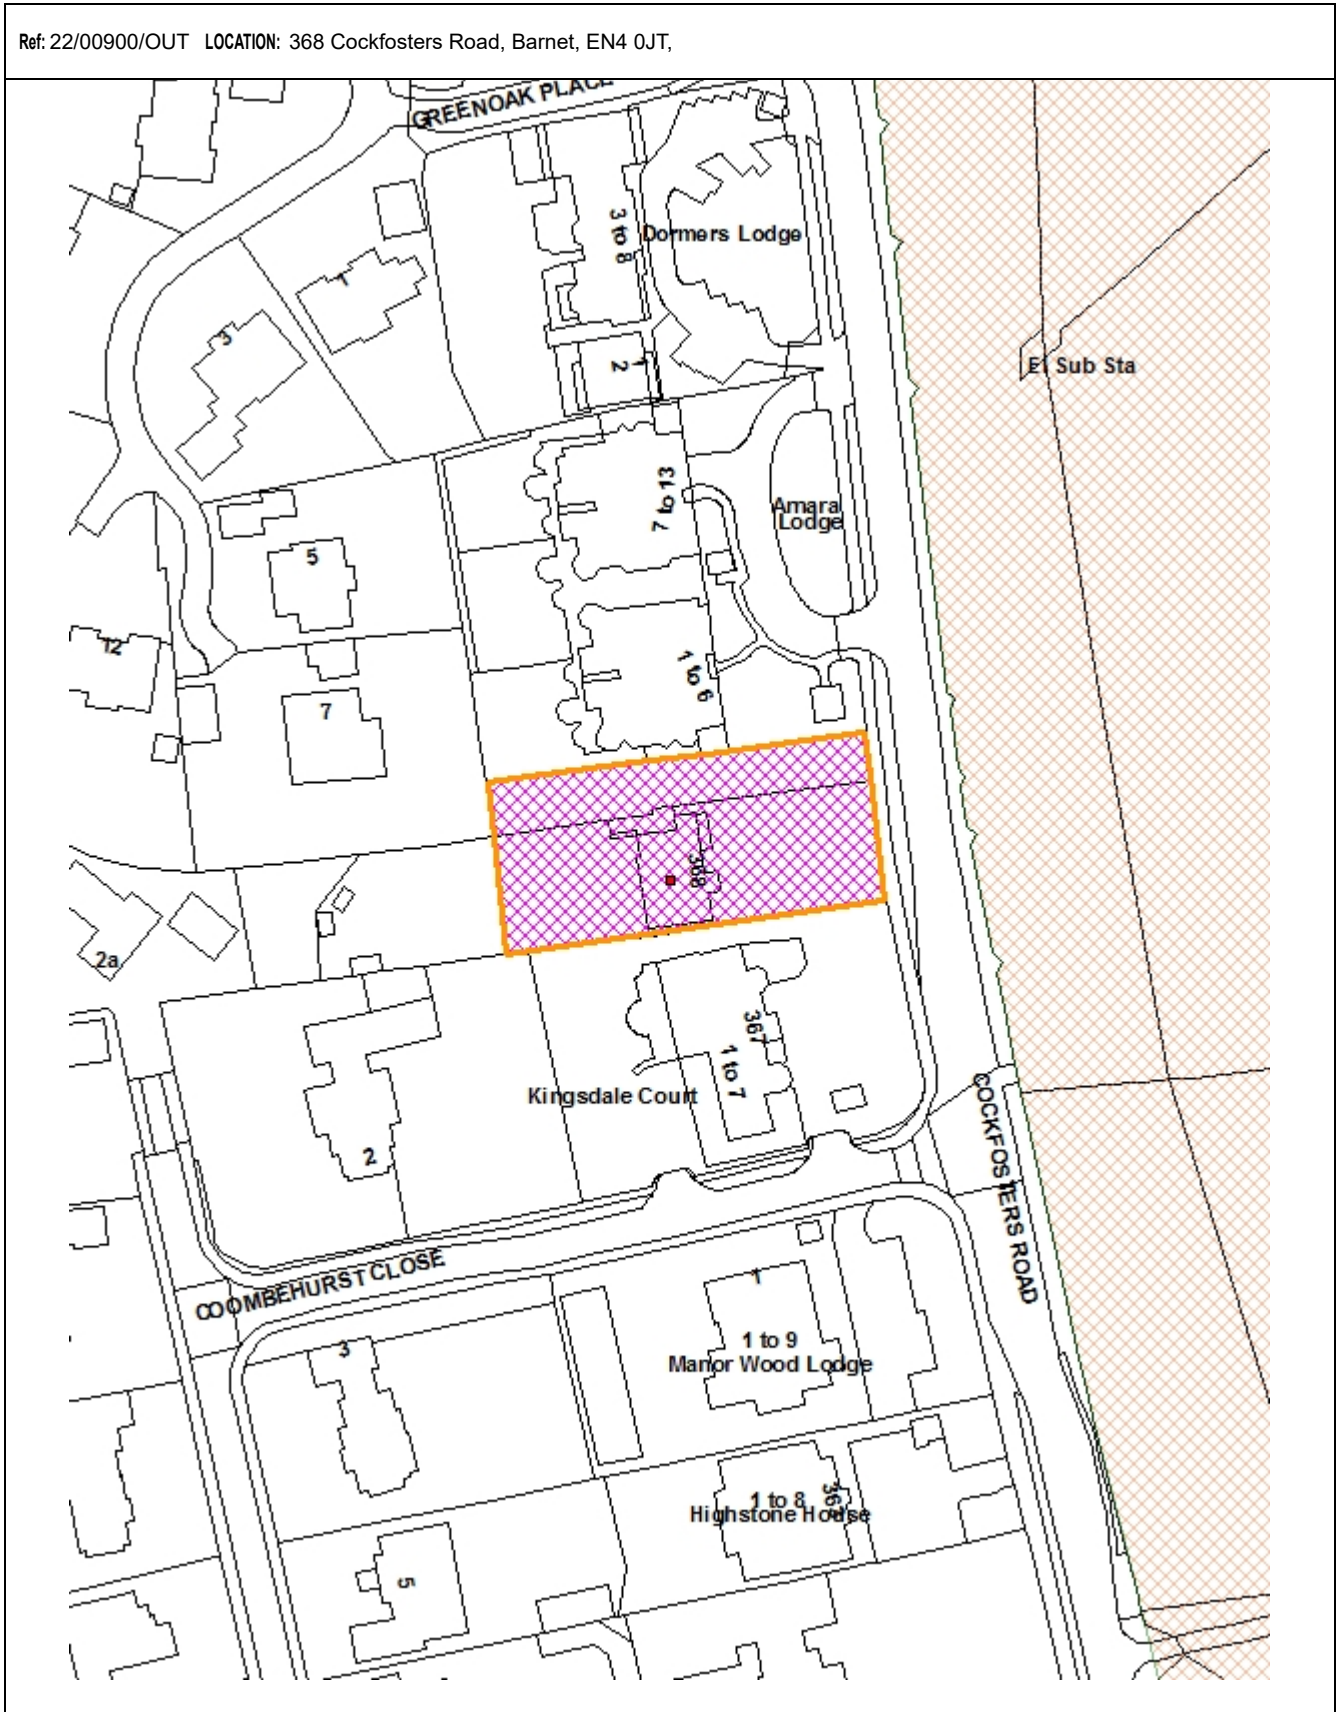 Ref: 22/00900/OUT LOCATION: 368 Cockfosters Road, Barnet, EN4 0JT,
GREENOAK PLACE
3 to 8
Dormers Lodge
1
3
2
El Sub Sta
7 to 13
Amara
Lodge
5
12
1 to 6
7
368
2a
367
1 to 7
Kingsdale Court
2
COCKFOSTERS ROAD
COOMBEHURST CLOSE
1
3
1 to 9
Manor Wood Lodge
1 to 8
Highstone House
5